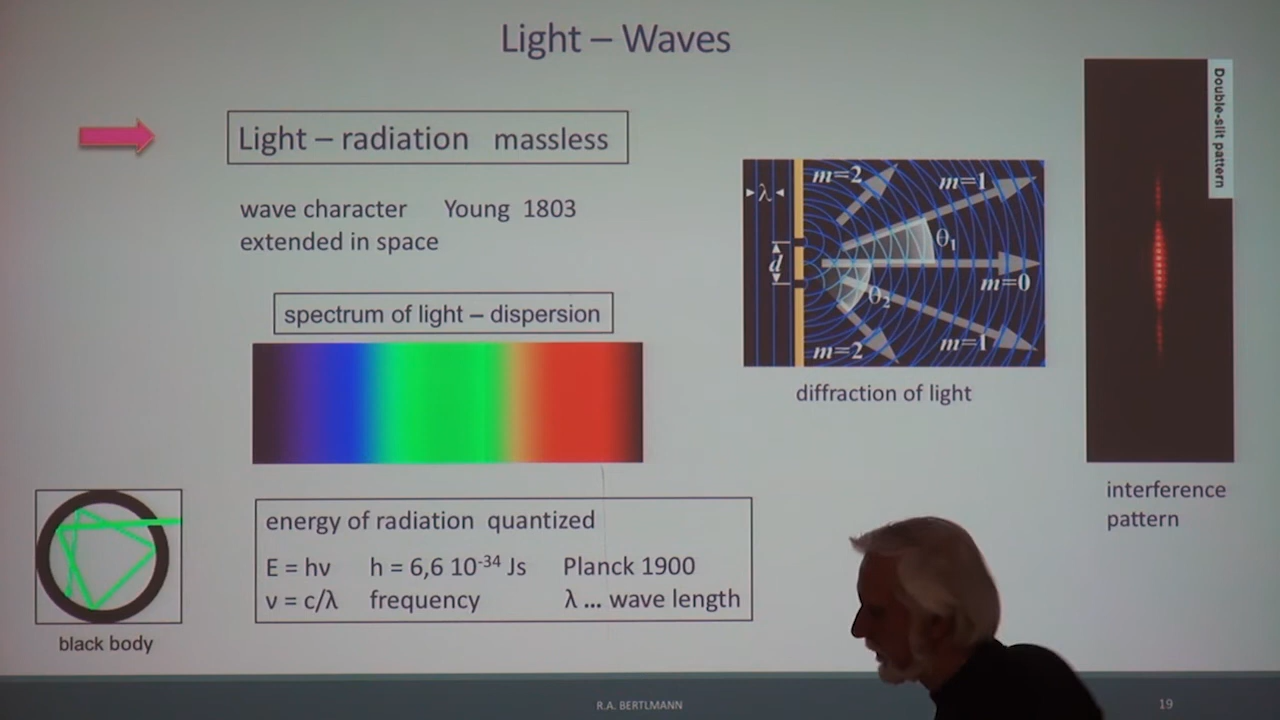 Light – Waves
Light – radiation massless
wave character Young 1803
extended in space
spectrum of light – dispersion
λ
d
m=2
m=1
θ1
m=0
θ2
m=1
m=2
diffraction of light
Double-slit pattern
interference
pattern
black body
energy of radiation quantized
E = hν h = 6,6 10⁻³⁴ Js Planck 1900
ν = c/λ frequency λ ... wave length
R.A. BERTLMANN
19